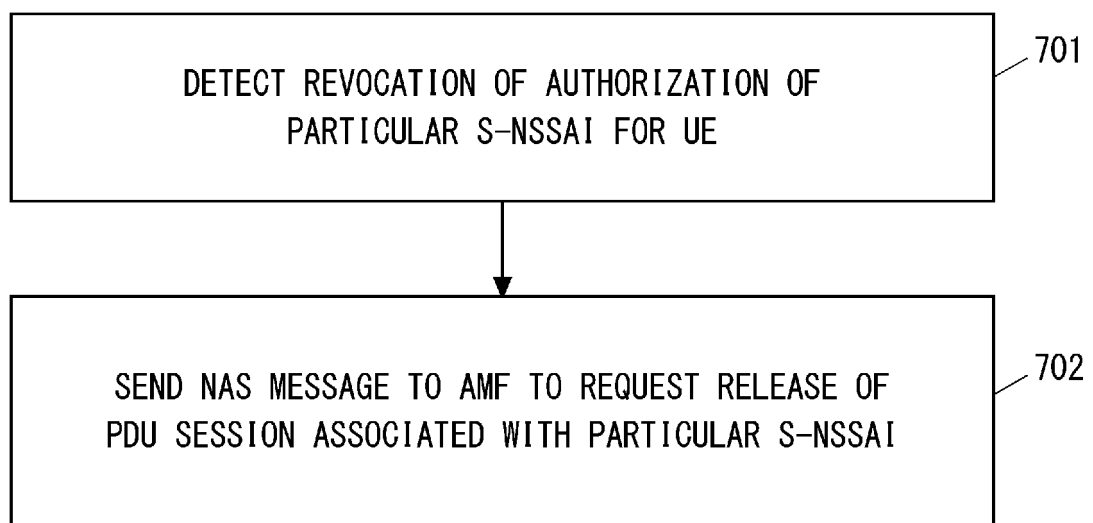 DETECT REVOCATION OF AUTHORIZATION OF
PARTICULAR S-NSSAI FOR UE
701
SEND NAS MESSAGE TO AMF TO REQUEST RELEASE OF
PDU SESSION ASSOCIATED WITH PARTICULAR S-NSSAI
702